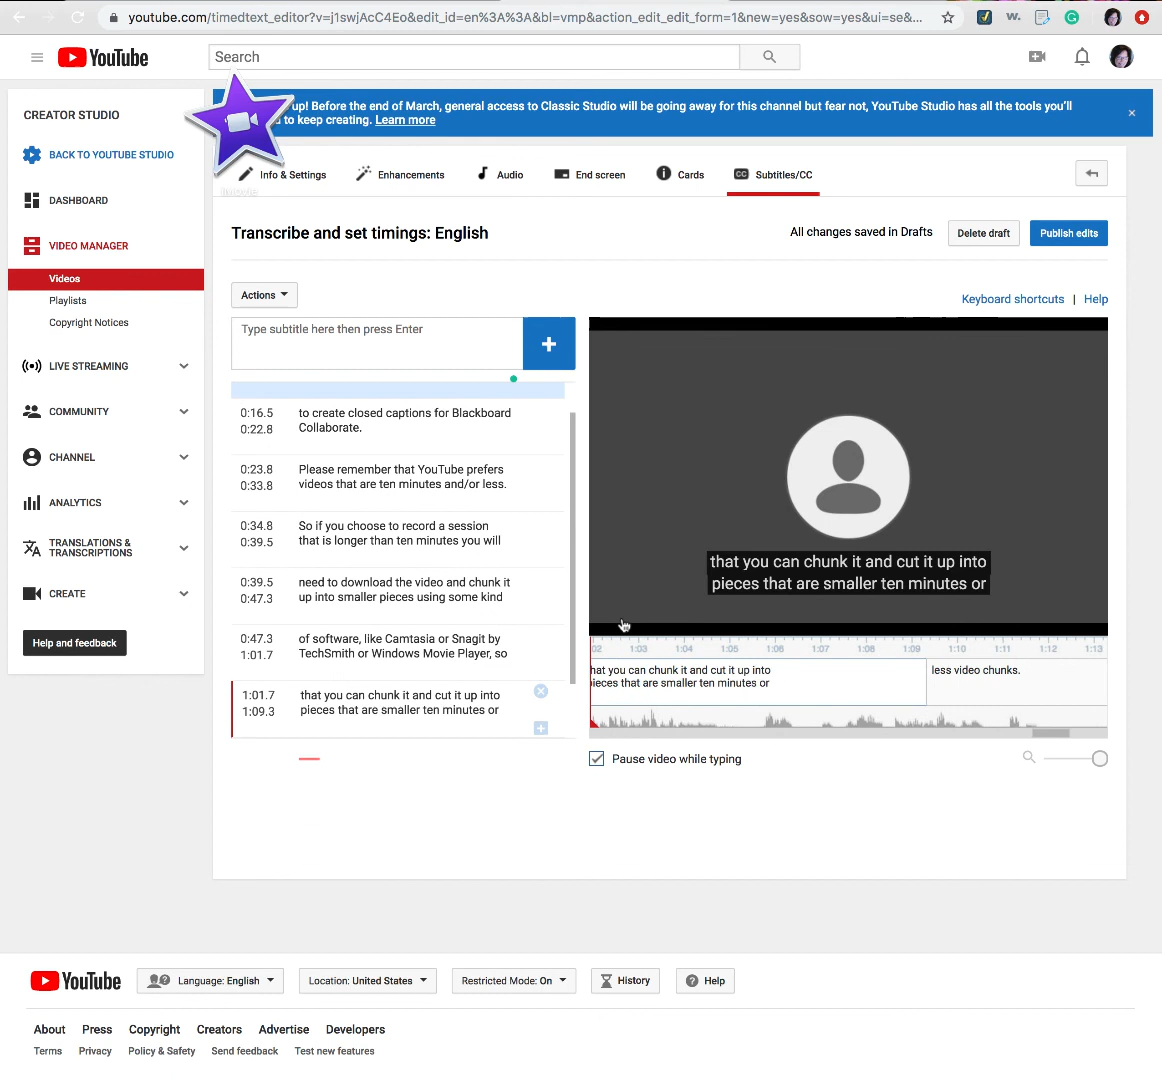 youtube.com/timedtext_editor?v=j1swjAcC4Eo&edit_id=en%3A%3A&bl=vmp&action_edit_edit_form=1&new=yes&sow=yes&ui=se&...
W.
YouTube
Search
CREATOR STUDIO
BACK TO YOUTUBE STUDIO
DASHBOARD
VIDEO MANAGER
Videos
Playlists
Copyright Notices
LIVE STREAMING
COMMUNITY
CHANNEL
ANALYTICS
TRANSLATIONS &
TRANSCRIPTIONS
CREATE
Help and feedback
up! Before the end of March, general access to Classic Studio will be going away for this channel but fear not, YouTube Studio has all the tools you'll
to keep creating. Learn more
iMovie
Info & Settings
Enhancements
Audio
End screen
Cards
CC Subtitles/CC
Transcribe and set timings: English
All changes saved in Drafts
Delete draft
Publish edits
Actions
Keyboard shortcuts | Help
Type subtitle here then press Enter
0:16.5 to create closed captions for Blackboard
0:22.8 Collaborate.
0:23.8 Please remember that YouTube prefers
0:33.8 videos that are ten minutes and/or less.
0:34.8 So if you choose to record a session
0:39.5 that is longer than ten minutes you will
0:39.5 need to download the video and chunk it
0:47.3 up into smaller pieces using some kind
0:47.3 of software, like Camtasia or Snagit by
1:01.7 TechSmith or Windows Movie Player, so
1:01.7 that you can chunk it and cut it up into
1:09.3 pieces that are smaller ten minutes or
that you can chunk it and cut it up into
pieces that are smaller ten minutes or
02 1:03 1:04 1:05 1:06 1:07 1:08 1:09 1:10 1:11 1:12 1:13
hat you can chunk it and cut it up into
pieces that are smaller ten minutes or
less video chunks.
Pause video while typing
YouTube
Language: English
Location: United States
Restricted Mode: On
History
Help
About Press Copyright Creators Advertise Developers
Terms Privacy Policy & Safety Send feedback Test new features